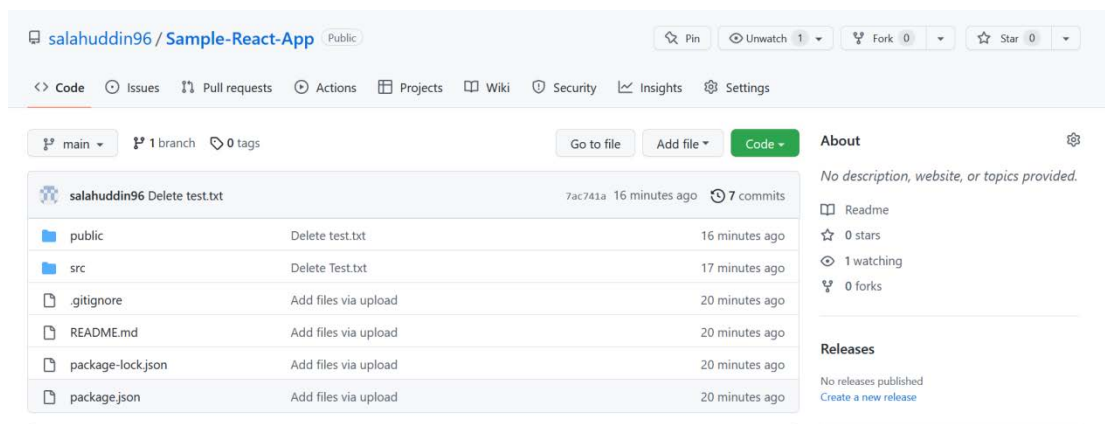 salahuddin96 / Sample-React-App Public Pin Unwatch 1 Fork 0 Star 0
<> Code Issues Pull requests Actions Projects Wiki Security Insights Settings
main 1 branch 0 tags Go to file Add file Code
salahuddin96 Delete test.txt 7ac741a 16 minutes ago 7 commits
public Delete test.txt 16 minutes ago
src Delete Test.txt 17 minutes ago
.gitignore Add files via upload 20 minutes ago
README.md Add files via upload 20 minutes ago
package-lock.json Add files via upload 20 minutes ago
package.json Add files via upload 20 minutes ago
About
No description, website, or topics provided.
Readme
0 stars
1 watching
0 forks
Releases
No releases published
Create a new release